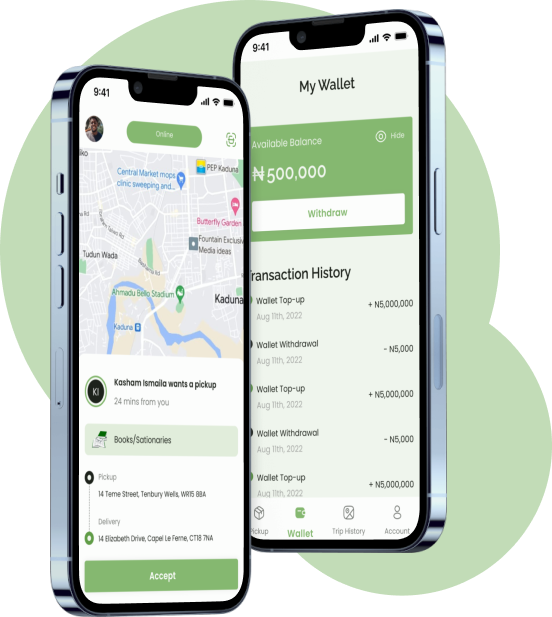 9:41
Online
iko
Central Market mops
clinic sweeping and...
PEP Kaduna
Butterfly Garden
Fountain Exclusiv
Media ideas
Tudun Wada
Ahmadu Bello Stadium
Kaduna
Kaduna
Kasham Ismaila wants a pickup
KI
24 mins from you
Books/Sationaries
Pickup
14 Teme Street, Tenbury Wells, WR15 8BA
Delivery
14 Elizabeth Drive, Capel Le Ferne, CT18 7NA
Accept
9:41
My Wallet
Available Balance
Hide
₦500,000
Withdraw
Transaction History
Wallet Top-up
+ N5,000,000
Aug 11th, 2022
Wallet Withdrawal
- N5,000
Aug 11th, 2022
Wallet Top-up
+ N5,000,000
Aug 11th, 2022
Wallet Withdrawal
- N5,000
Aug 11th, 2022
Wallet Top-up
+ N5,000,000
Aug 11th, 2022
Pickup
Wallet
Trip History
Account